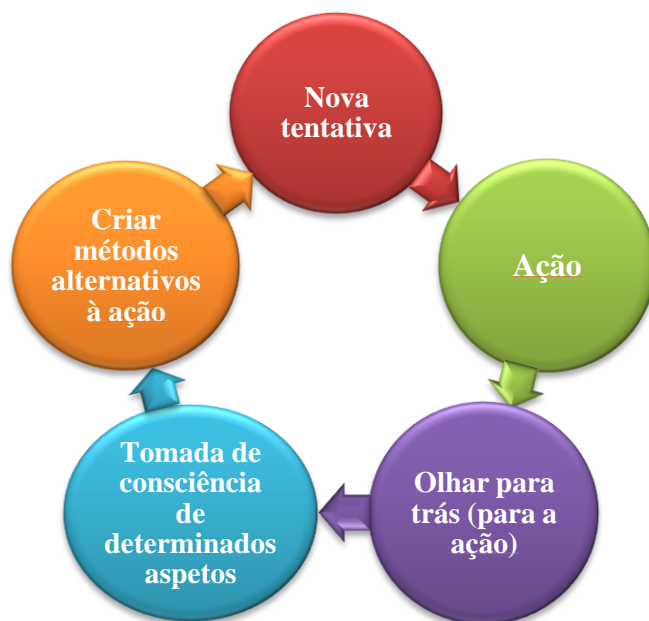 Nova
tentativa
Ação
Olhar para
trás (para a
ação)
Tomada de
consciência
de
determinados
aspetos
Criar
métodos
alternativos
à ação